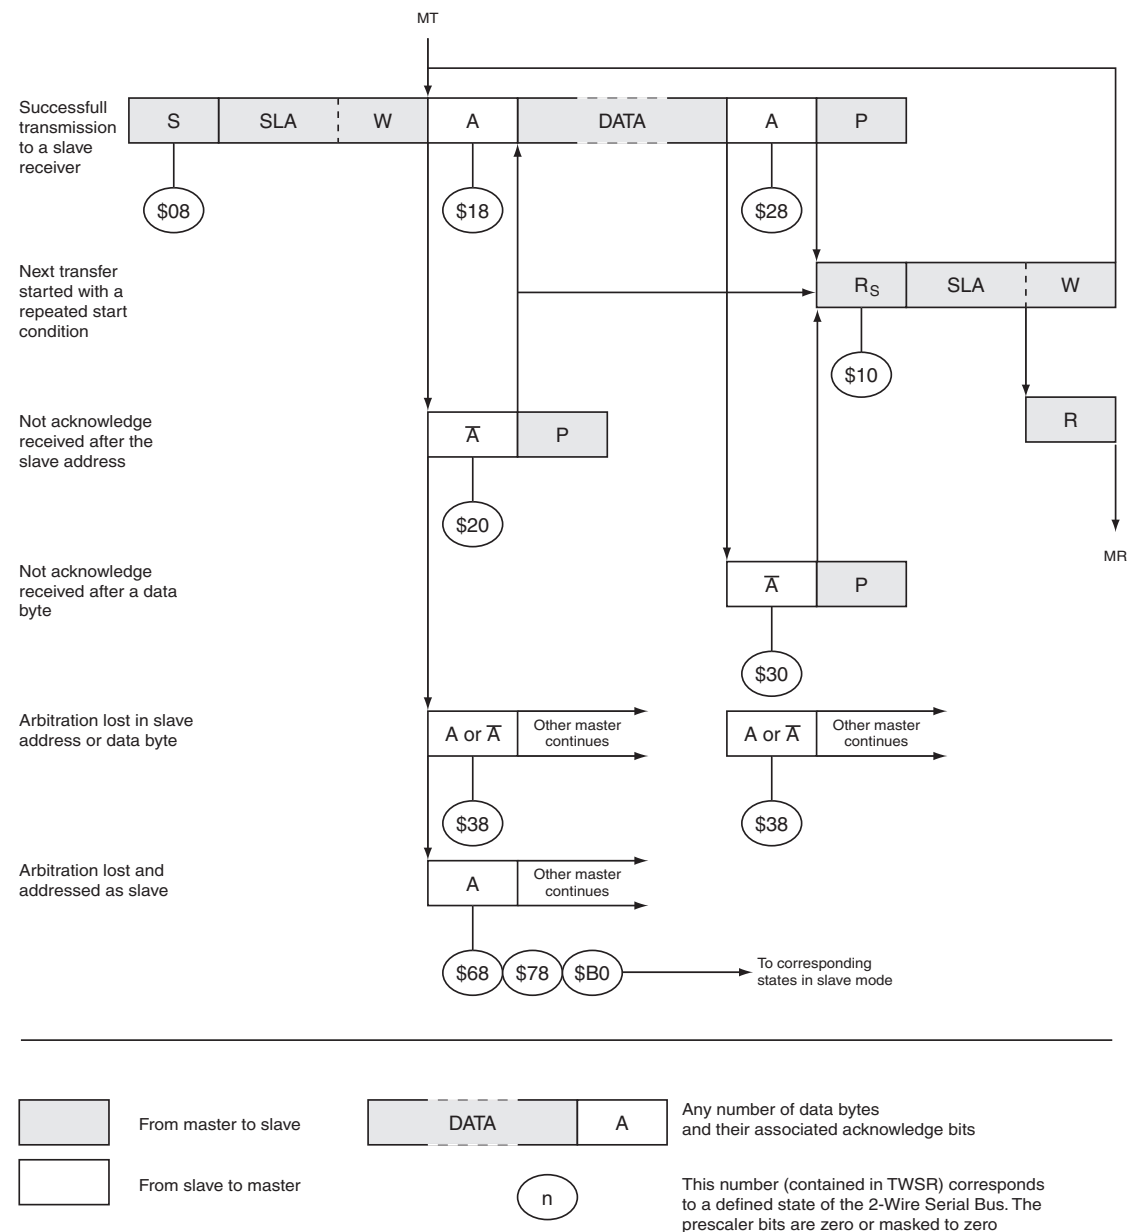 MT
Successfull
transmission
to a slave
receiver
S SLA W A DATA A P
$08 $18 $28
Next transfer
started with a
repeated start
condition
RS SLA W
$10
Not acknowledge
received after the
slave address
A̅ P
R
$20
MR
Not acknowledge
received after a data
byte
A̅ P
$30
Arbitration lost in slave
address or data byte
A or A̅ Other master
continues
A or A̅ Other master
continues
$38 $38
Arbitration lost and
addressed as slave
A Other master
continues
$68 $78 $B0
To corresponding
states in slave mode
From master to slave
DATA A
Any number of data bytes
and their associated acknowledge bits
From slave to master
n
This number (contained in TWSR) corresponds
to a defined state of the 2-Wire Serial Bus. The
prescaler bits are zero or masked to zero